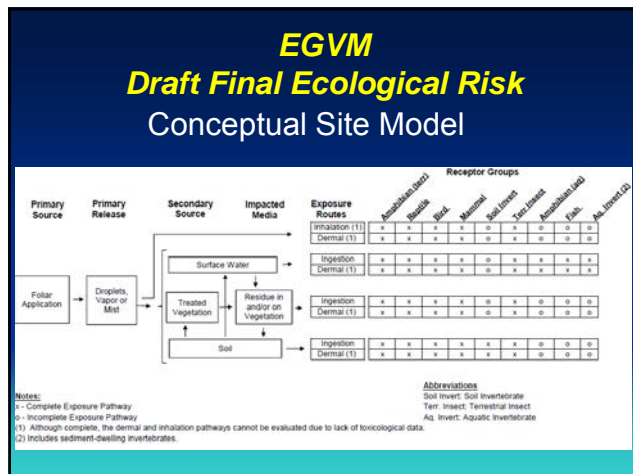 EGVM
Draft Final Ecological Risk
Conceptual Site Model
Receptor Groups
Primary Source
Primary Release
Secondary Source
Impacted Media
Exposure Routes
Amphibian (terr)
Reptile
Bird
Mammal
Soil Invert
Terr. Insect
Amphibian (aq)
Fish
Aq. Invert (2)
Inhalation (1) x x x x o x o o o
Dermal (1) x x x x o x o o o
Surface Water
Ingestion x x x x o x x x x
Dermal (1) x x x x o x x x x
Foliar Application
Droplets, Vapor or Mist
Treated Vegetation
Residue in and/or on Vegetation
Ingestion x x x x o x o o o
Dermal (1) x x x x o x o o o
Soil
Ingestion x x x x x x o o o
Dermal (1) x x x x x x o o o
Notes:
x - Complete Exposure Pathway
o - Incomplete Exposure Pathway
(1) Although complete, the dermal and inhalation pathways cannot be evaluated due to lack of toxicological data.
(2) Includes sediment-dwelling invertebrates.
Abbreviations
Soil Invert: Soil Invertebrate
Terr. Insect: Terrestrial Insect
Aq. Invert: Aquatic Invertebrate